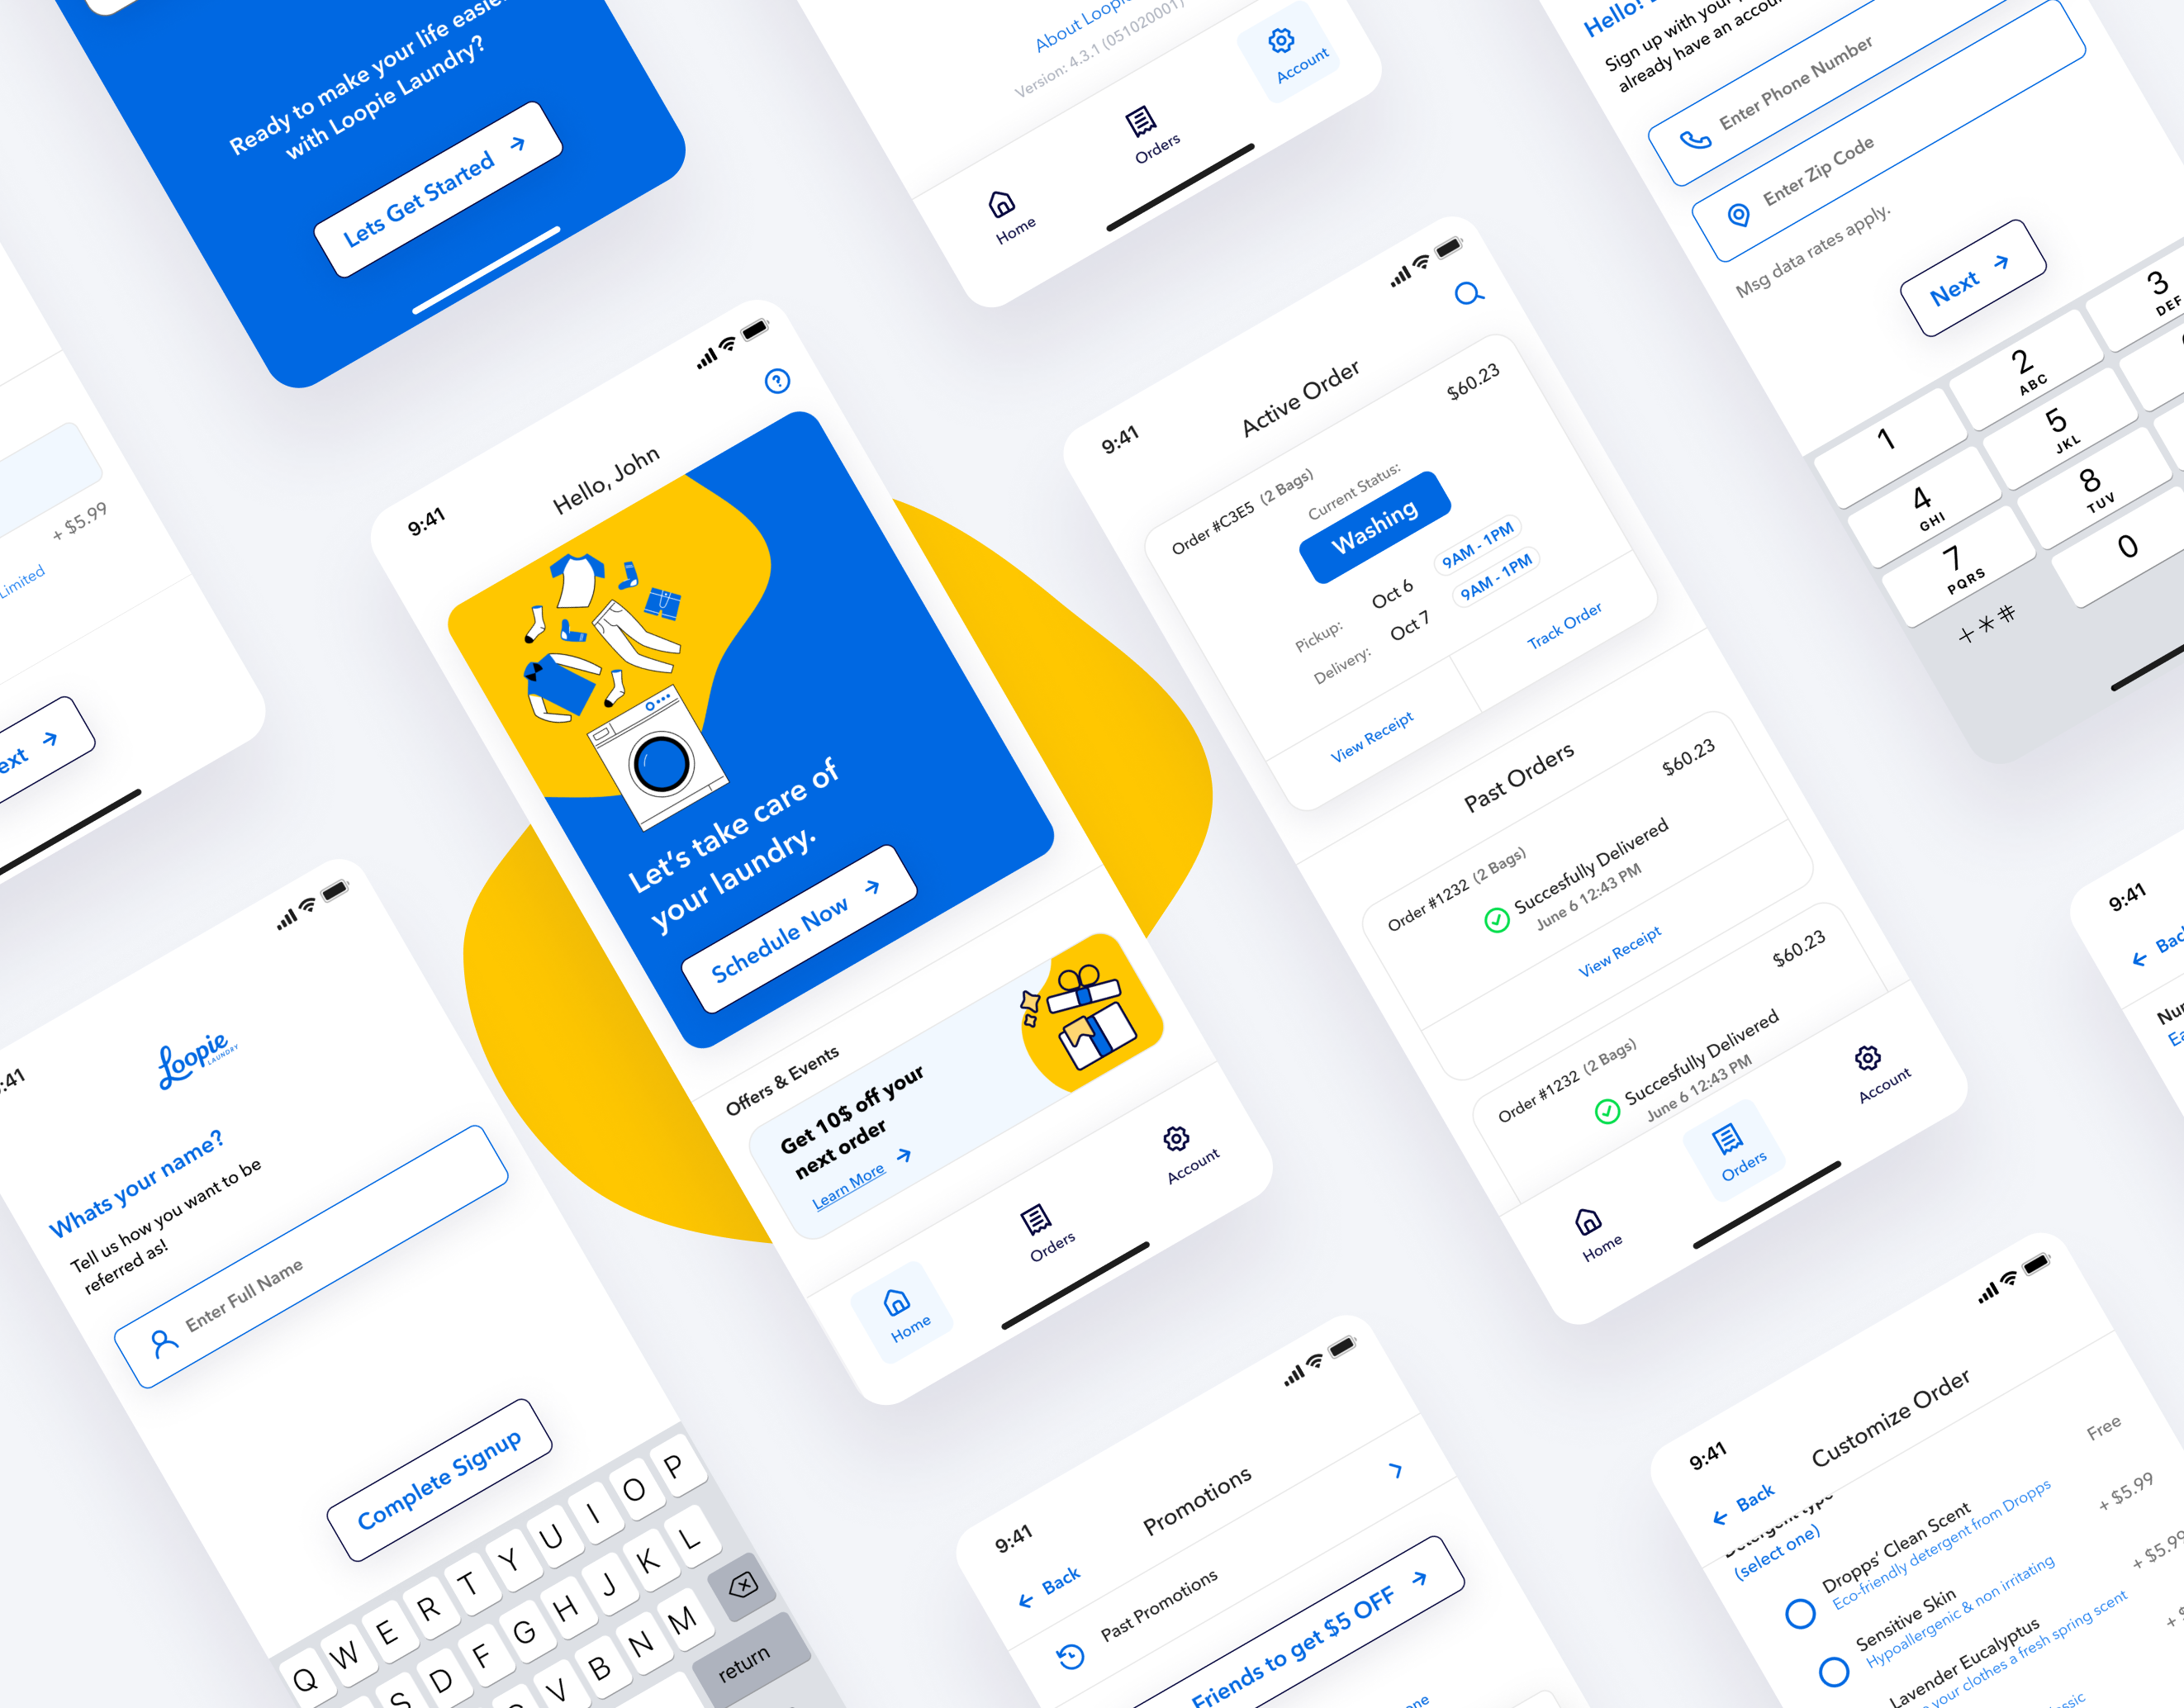 Ready to make your life easier
with Loopie Laundry?
Lets Get Started
About Loopie
Version: 4.3.1 (051020001)
Home
Orders
Account
Hello!
Sign up with your
already have an account
Enter Phone Number
Enter Zip Code
Msg data rates apply.
Next
1
2
ABC
3
DEF
4
GHI
5
JKL
7
PQRS
8
TUV
0
+*#
+ $5.99
Limited
9:41
Hello, John
Let's take care of
your laundry.
Schedule Now
Offers & Events
Get 10$ off your
next order
Learn More
Home
Orders
Account
9:41
Active Order
Order #C3E5 (2 Bags)
$60.23
Current Status:
Washing
Pickup: Oct 6 9AM - 1PM
Delivery: Oct 7 9AM - 1PM
View Receipt
Track Order
Past Orders
Order #1232 (2 Bags)
$60.23
Succesfully Delivered
June 6 12:43 PM
View Receipt
Order #1232 (2 Bags)
$60.23
Succesfully Delivered
June 6 12:43 PM
Home
Orders
Account
:41
Loopie
LAUNDRY
Whats your name?
Tell us how you want to be
referred as!
Enter Full Name
Complete Signup
Q W E R T Y U I O P
S D F G H J K L
V B N M
return
9:41
Promotions
Back
Past Promotions
Friends to get $5 OFF
9:41
Customize Order
Back
Detergent type
(select one)
Free
Dropps' Clean Scent
Eco-friendly detergent from Dropps
+ $5.99
Sensitive Skin
Hypoallergenic & non irritating
+ $5.99
Lavender Eucalyptus
your clothes a fresh spring scent
9:41